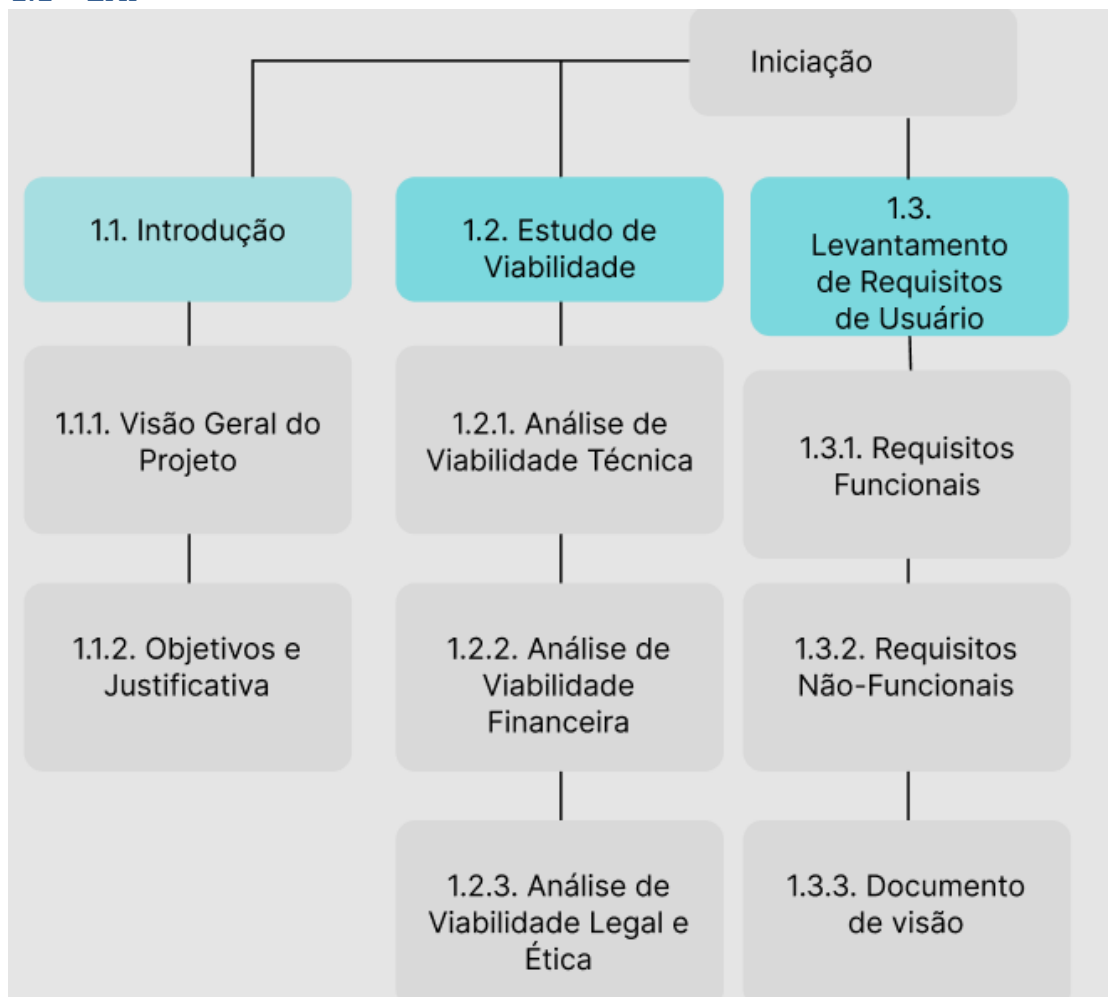 Iniciação
1.1. Introdução
1.2. Estudo de
Viabilidade
1.3.
Levantamento
de Requisitos
de Usuário
1.1.1. Visão Geral do
Projeto
1.2.1. Análise de
Viabilidade Técnica
1.3.1. Requisitos
Funcionais
1.1.2. Objetivos e
Justificativa
1.2.2. Análise de
Viabilidade
Financeira
1.3.2. Requisitos
Não-Funcionais
1.2.3. Análise de
Viabilidade Legal e
Ética
1.3.3. Documento
de visão